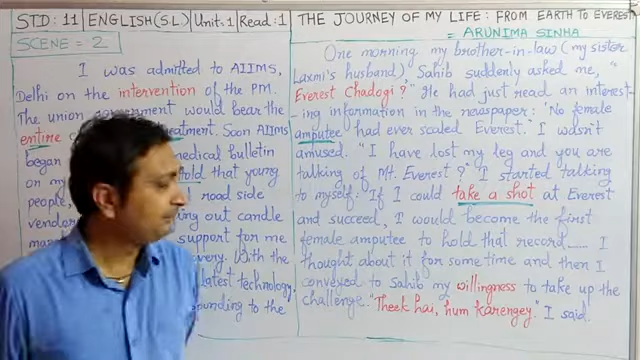 STD: 11 ENGLISH(S.L.) Unit:1 Read:1
THE JOURNEY OF MY LIFE: FROM EARTH TO EVEREST
= ARUNIMA SINHA
SCENE = 2
I was admitted to AIIMS,
Delhi on the intervention of the PM.
The union government would bear the
entire treatment. Soon AIIMS
began medical bulletin
on my told that young
people, road side
ing out candle
support for me
With the
latest technology,
ponding to the
One morning my brother-in-law (my sister
Laxmi's husband), Sahib suddenly asked me,
"Everest Chadogi?" He had just read an interest-
-ing information in the newspaper: 'No female
amputee had ever scaled Everest.' I wasn't
amused. "I have lost my leg and you are
talking of Mt. Everest?" I started talking
to myself. If I could take a shot at Everest
and succeed, I would become the first
female amputee to hold that record...... I
thought about it for some time and then I
conveyed to Sahib my willingness to take up the
challenge. "Theek hai, hum karengey." I said.